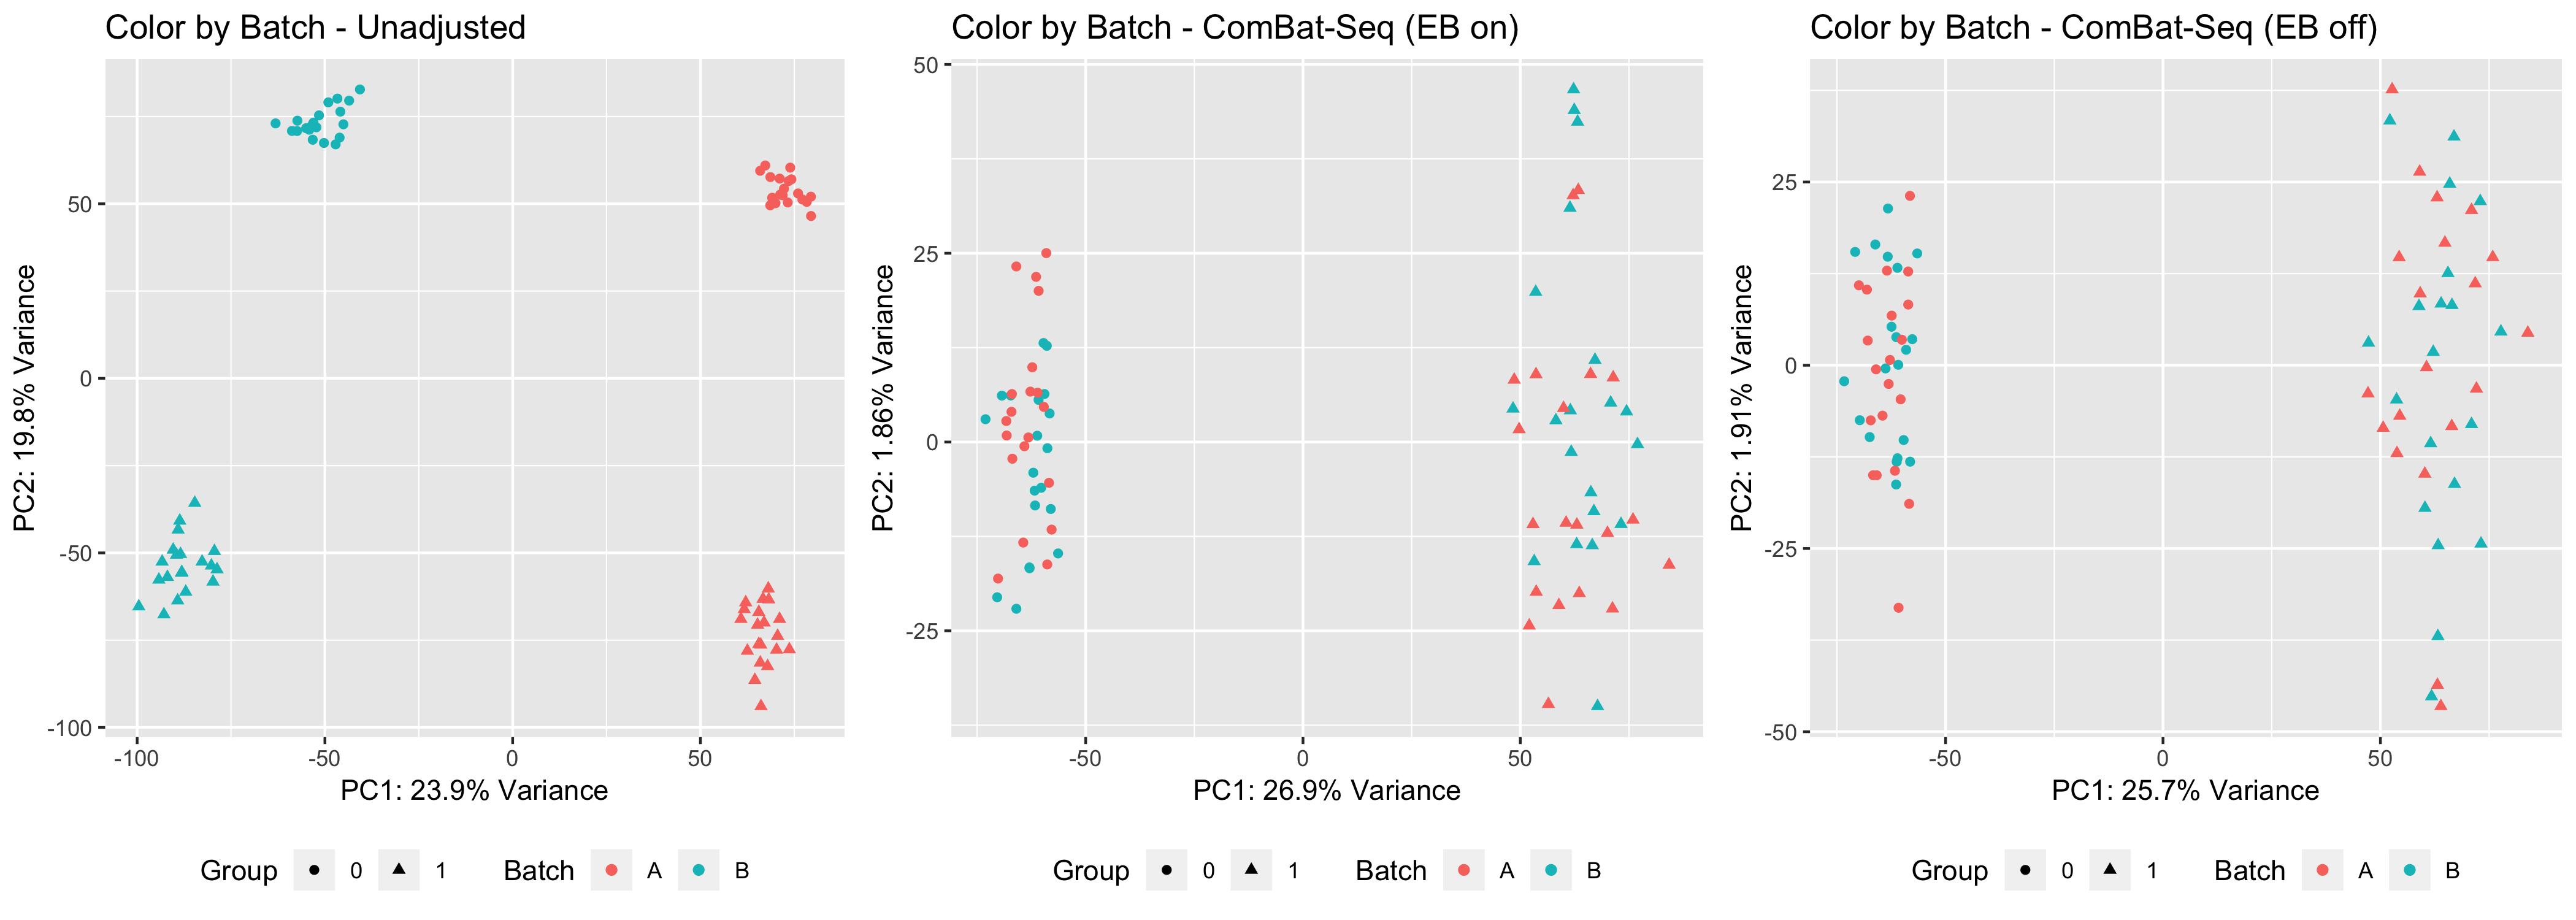 Color by Batch - Unadjusted
PC2: 19.8% Variance
50
0
-50
-100
-100
-50
0
50
PC1: 23.9% Variance
Group
0
1
Batch
A
B
Color by Batch - ComBat-Seq (EB on)
PC2: 1.86% Variance
50
25
0
-25
-50
0
50
PC1: 26.9% Variance
Group
0
1
Batch
A
B
Color by Batch - ComBat-Seq (EB off)
PC2: 1.91% Variance
25
0
-25
-50
-50
0
50
PC1: 25.7% Variance
Group
0
1
Batch
A
B